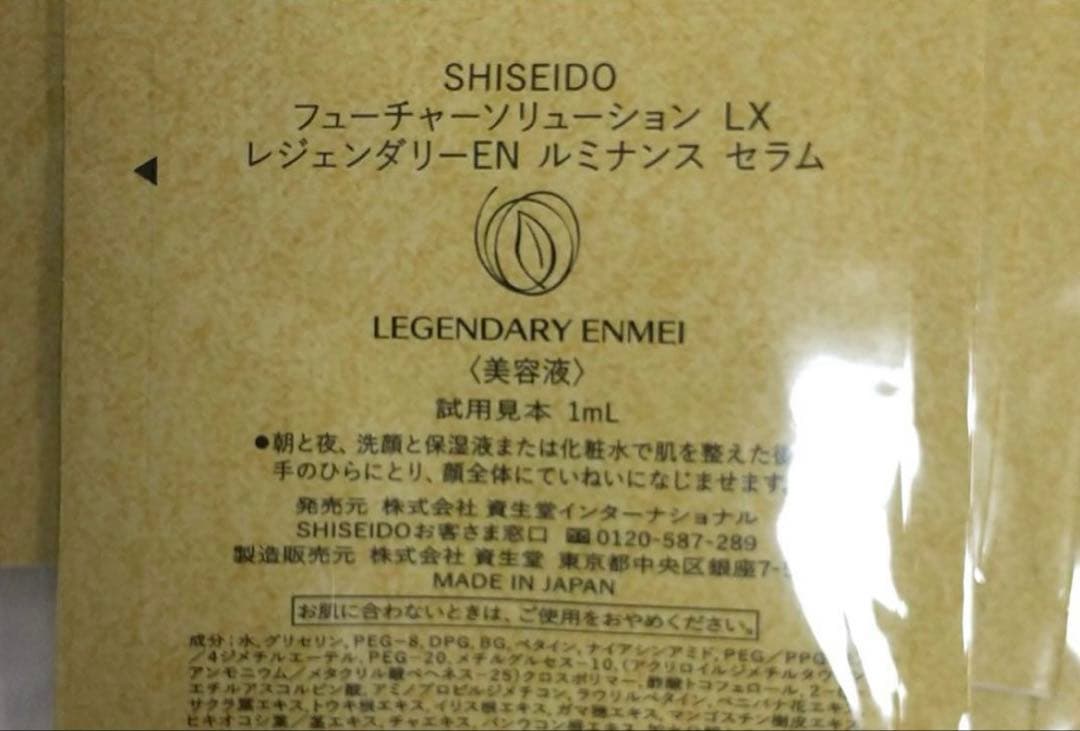 SHISEIDO
フューチャーソリューション LX
レジェンダリーEN ルミナンス セラム
LEGENDARY ENMEI
〈美容液〉
試用見本 1mL
●朝と夜、洗顔と保湿液または化粧水で肌を整えた後
手のひらにとり、顔全体にていねいになじませます
発売元 株式会社 資生堂インターナショナル
SHISEIDOお客さま窓口 0120-587-289
製造販売元 株式会社 資生堂 東京都中央区銀座7-
MADE IN JAPAN
お肌に合わないときは、ご使用をおやめください。
成分:水, グリセリン, PEG-8, DPG, BG, ベタイン, ナイアシンアミド, PEG/PPG
/4ジメチルエーテル, PEG-20, メチルグルセス-10, (アクリロイルジメチルタウ
アンモニウム/メタクリル酸ベヘネス-25)クロスポリマー, 酢酸トコフェロール, 2-
エチルアスコルビン酸, アミノプロピルジメチコン, ラウリルベタイン, ベニバナ花エキ
サクラ葉エキス, トウキ根エキス, イリス根エキス, ガマ穂エキス, マンゴスチン樹皮エキ
ヒキオコシ葉/茎エキス, チャエキス, バンウコン根エキス